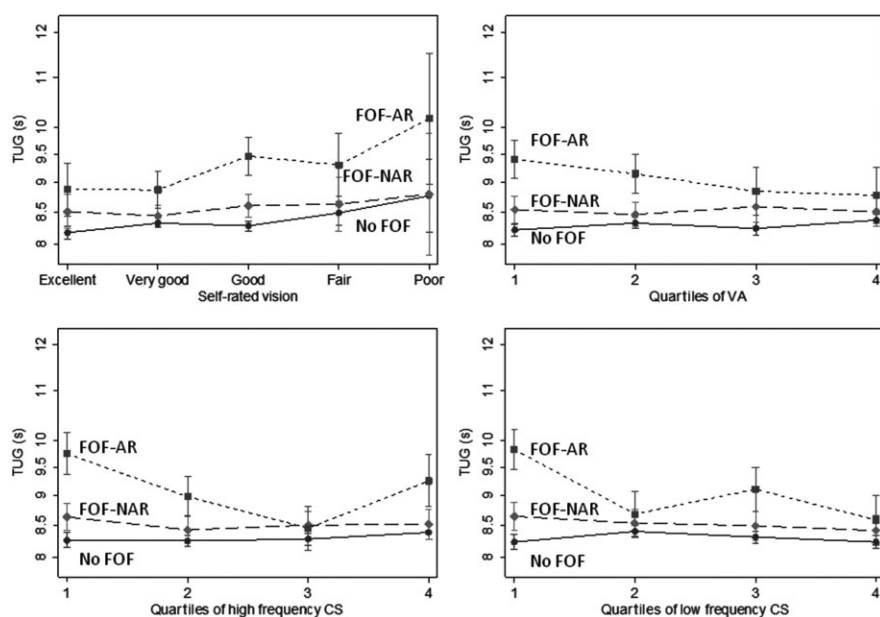 12
11
10
9.5
9
8.5
8
TUG (s)
FOF-AR
FOF-NAR
No FOF
Excellent Very good Good Fair Poor
Self-rated vision
12
11
10
9.5
9
8.5
8
TUG (s)
FOF-AR
FOF-NAR
No FOF
1 2 3 4
Quartiles of VA
12
11
10
9.5
9
8.5
8
TUG (s)
FOF-AR
FOF-NAR
No FOF
1 2 3 4
Quartiles of high frequency CS
12
11
10
9.5
9
8.5
8
TUG (s)
FOF-AR
FOF-NAR
No FOF
1 2 3 4
Quartiles of low frequency CS